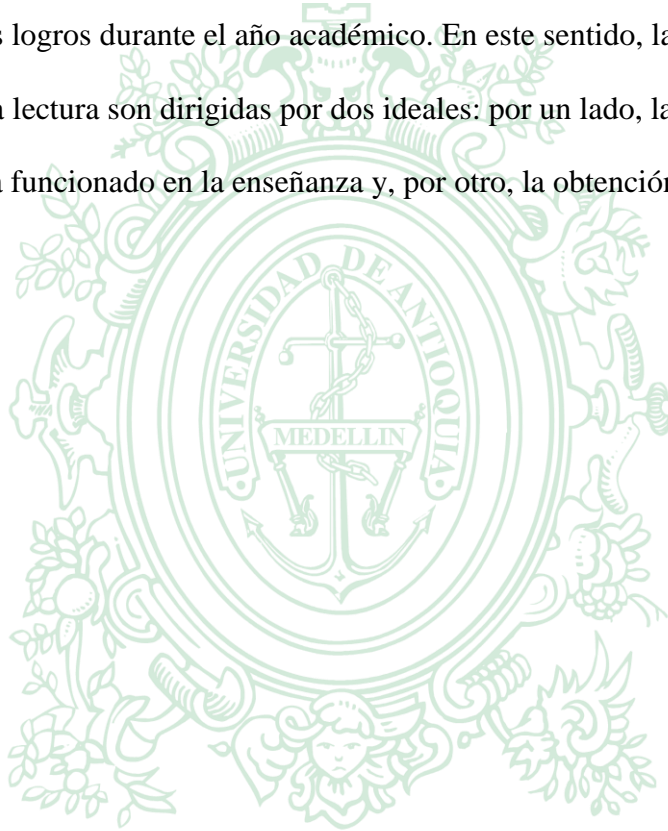 s logros durante el año académico. En este sentido, la
a lectura son dirigidas por dos ideales: por un lado, la
a funcionado en la enseñanza y, por otro, la obtención
UNIVERSIDAD DE ANTIOQUIA
MEDELLIN